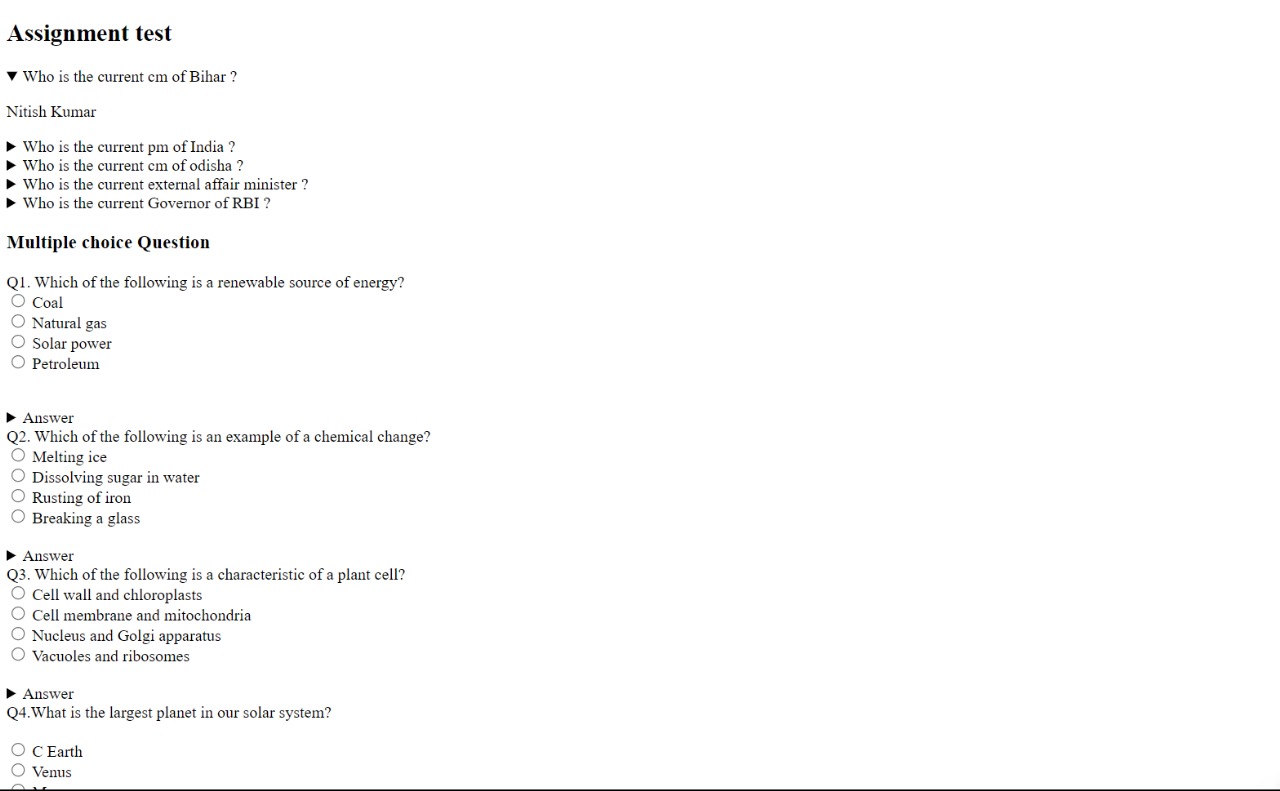 Assignment test
Who is the current cm of Bihar ?
Nitish Kumar
Who is the current pm of India ?
Who is the current cm of odisha ?
Who is the current external affair minister ?
Who is the current Governor of RBI ?
Multiple choice Question
Q1. Which of the following is a renewable source of energy?
Coal
Natural gas
Solar power
Petroleum
Answer
Q2. Which of the following is an example of a chemical change?
Melting ice
Dissolving sugar in water
Rusting of iron
Breaking a glass
Answer
Q3. Which of the following is a characteristic of a plant cell?
Cell wall and chloroplasts
Cell membrane and mitochondria
Nucleus and Golgi apparatus
Vacuoles and ribosomes
Answer
Q4.What is the largest planet in our solar system?
C Earth
Venus